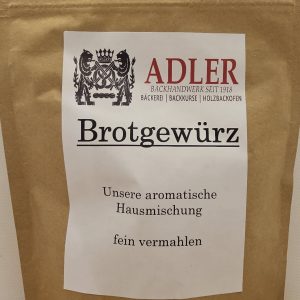 ADLER
BACKHANDWERK SEIT 1918
BÄCKEREI | BACKKURSE | HOLZBACKOFEN
Brotgewürz
Unsere aromatische
Hausmischung
fein vermahlen